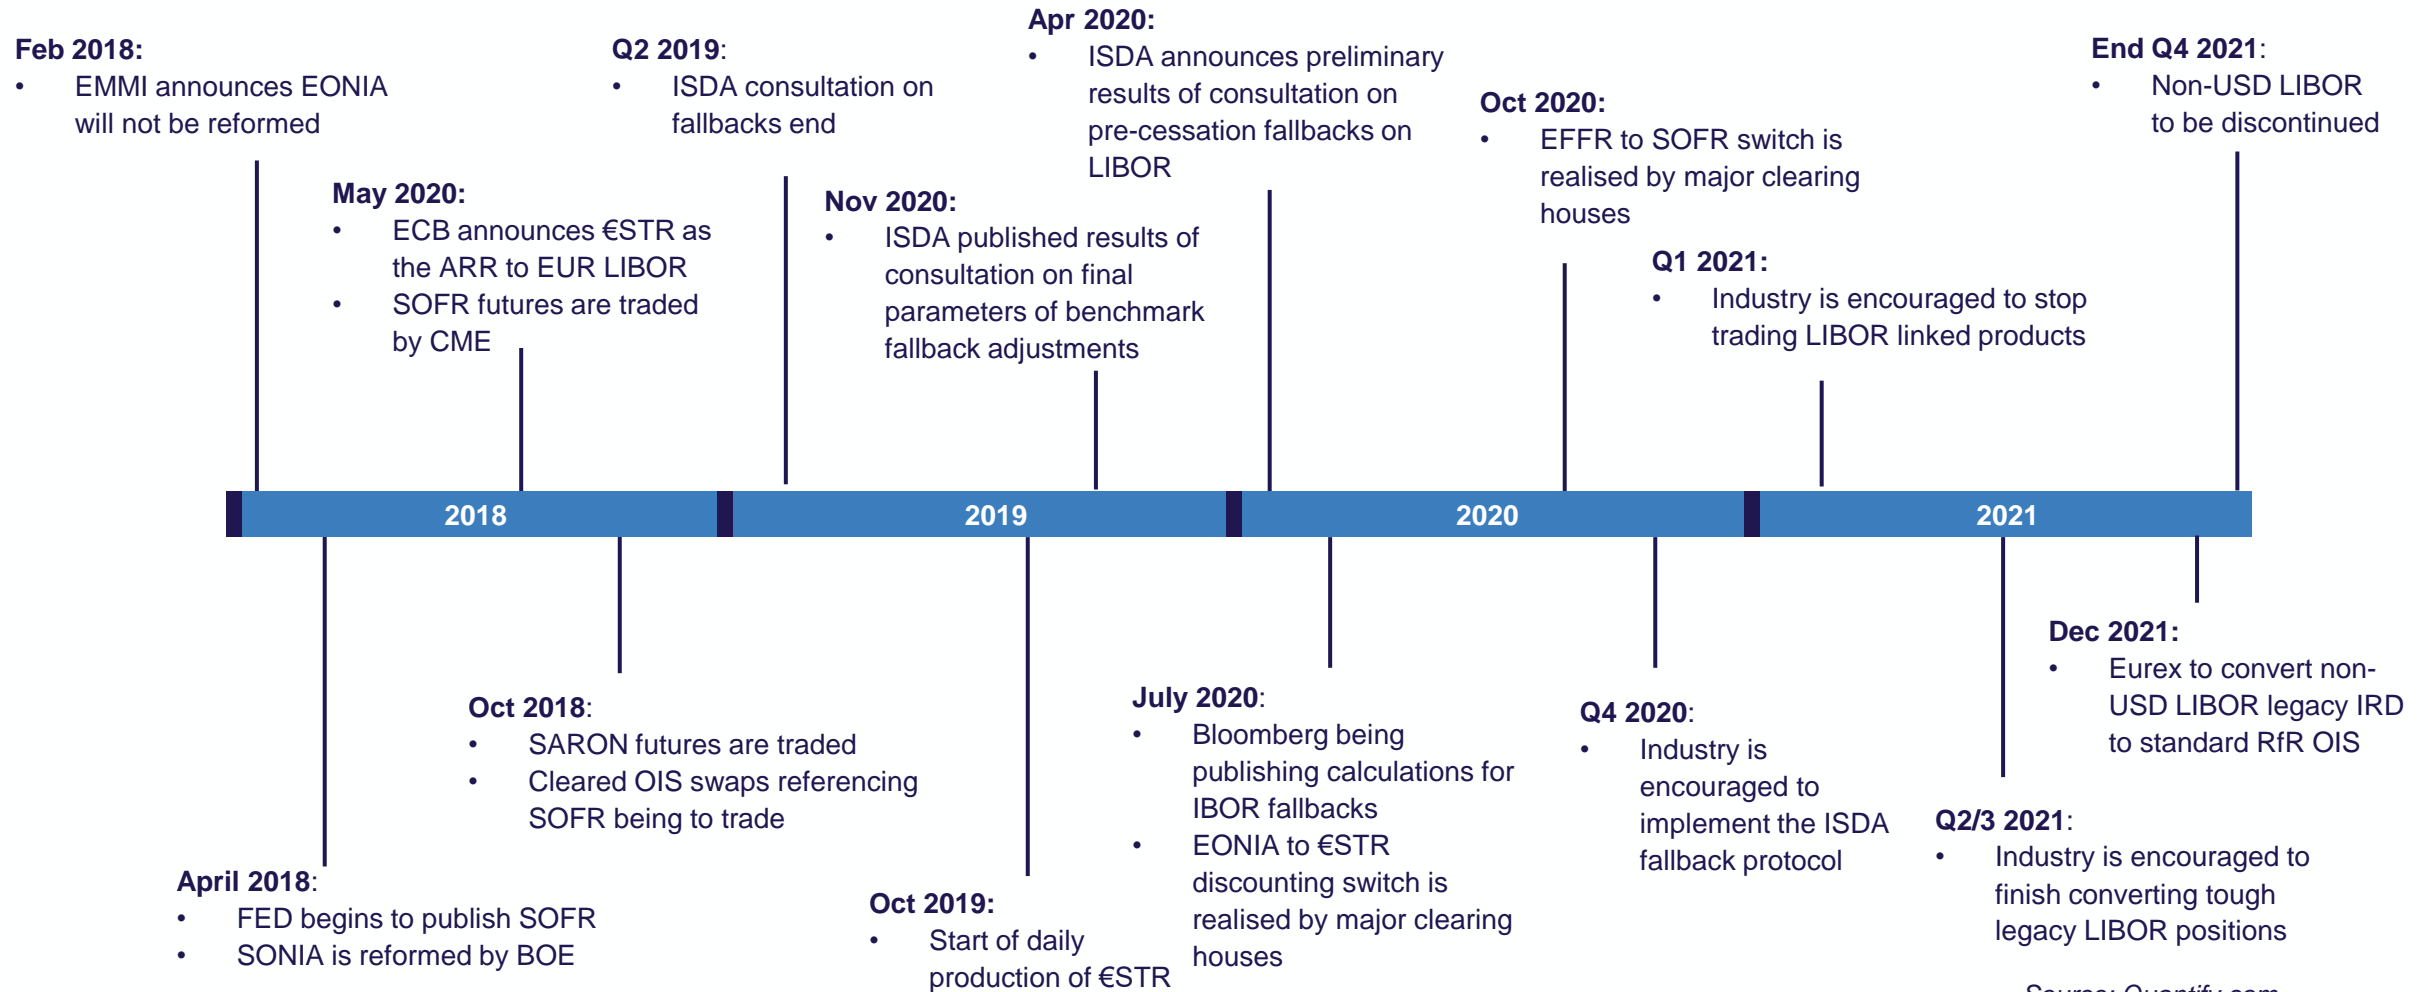 Feb 2018:
• EMMI announces EONIA
will not be reformed
May 2020:
• ECB announces €STR as
the ARR to EUR LIBOR
• SOFR futures are traded
by CME
Q2 2019:
• ISDA consultation on
fallbacks end
Nov 2020:
• ISDA published results of
consultation on final
parameters of benchmark
fallback adjustments
Apr 2020:
• ISDA announces preliminary
results of consultation on
pre-cessation fallbacks on
LIBOR
Oct 2020:
• EFFR to SOFR switch is
realised by major clearing
houses
Q1 2021:
• Industry is encouraged to stop
trading LIBOR linked products
End Q4 2021:
• Non-USD LIBOR
to be discontinued
2018
2019
2020
2021
April 2018:
• FED begins to publish SOFR
• SONIA is reformed by BOE
Oct 2018:
• SARON futures are traded
• Cleared OIS swaps referencing
SOFR being to trade
Oct 2019:
• Start of daily
production of €STR
July 2020:
• Bloomberg being
publishing calculations for
IBOR fallbacks
• EONIA to €STR
discounting switch is
realised by major clearing
houses
Q4 2020:
• Industry is
encouraged to
implement the ISDA
fallback protocol
Q2/3 2021:
• Industry is encouraged to
finish converting tough
legacy LIBOR positions
Dec 2021:
• Eurex to convert non-
USD LIBOR legacy IRD
to standard RfR OIS
Source: Quantify.com